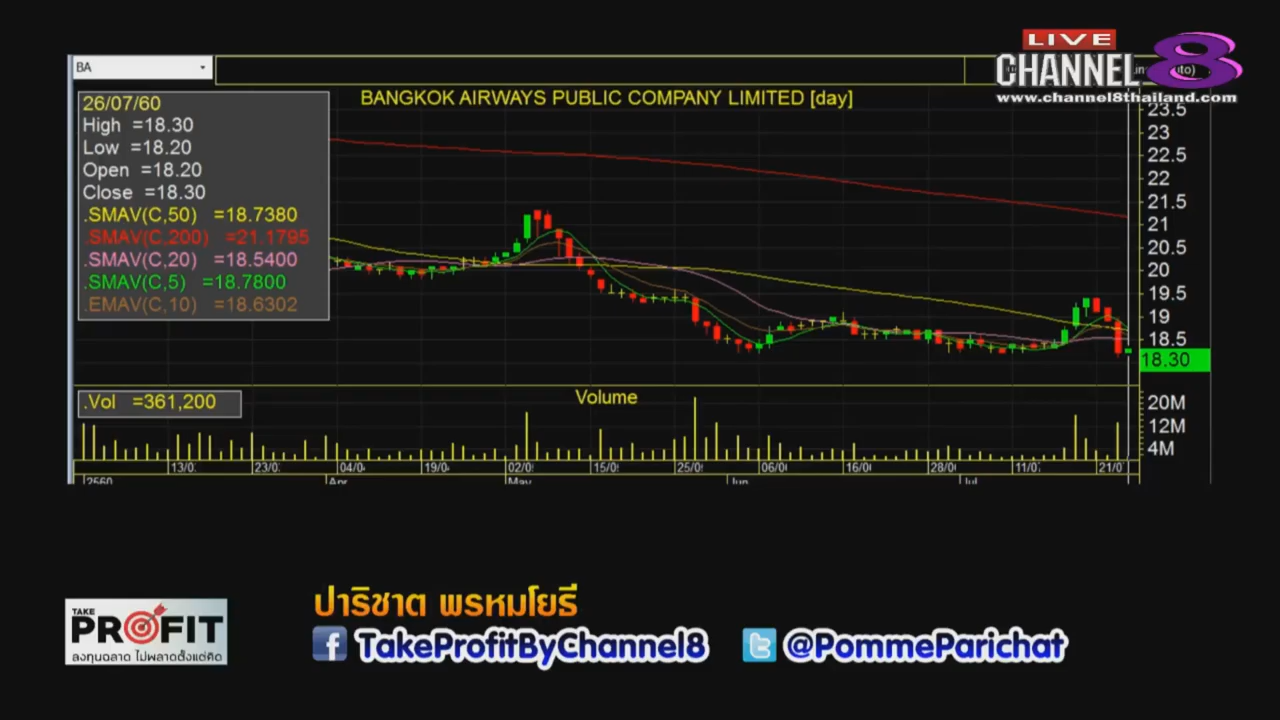 LIVE
CHANNEL 8
www.channel8thailand.com
BA
BANGKOK AIRWAYS PUBLIC COMPANY LIMITED [day]
26/07/60
High =18.30
Low =18.20
Open =18.20
Close =18.30
.SMAV(C,50) =18.7380
.SMAV(C,200) =21.1795
.SMAV(C,20) =18.5400
.SMAV(C,5) =18.7800
.EMAV(C,10) =18.6302
23.5
23
22.5
22
21.5
21
20.5
20
19.5
19
18.5
18.30
.Vol =361,200
Volume
20M
12M
4M
13/0 23/0 04/0 19/0 02/0 15/0 25/0 06/0 16/0 28/0 11/0 21/0
2560 Apr May Jun Jul
TAKE
PROFIT
ลงทุนฉลาด ไม่พลาดตั้งแต่คิด
ปาริชาต พรหมโยธี
TakeProfitByChannel8 @PommeParichat